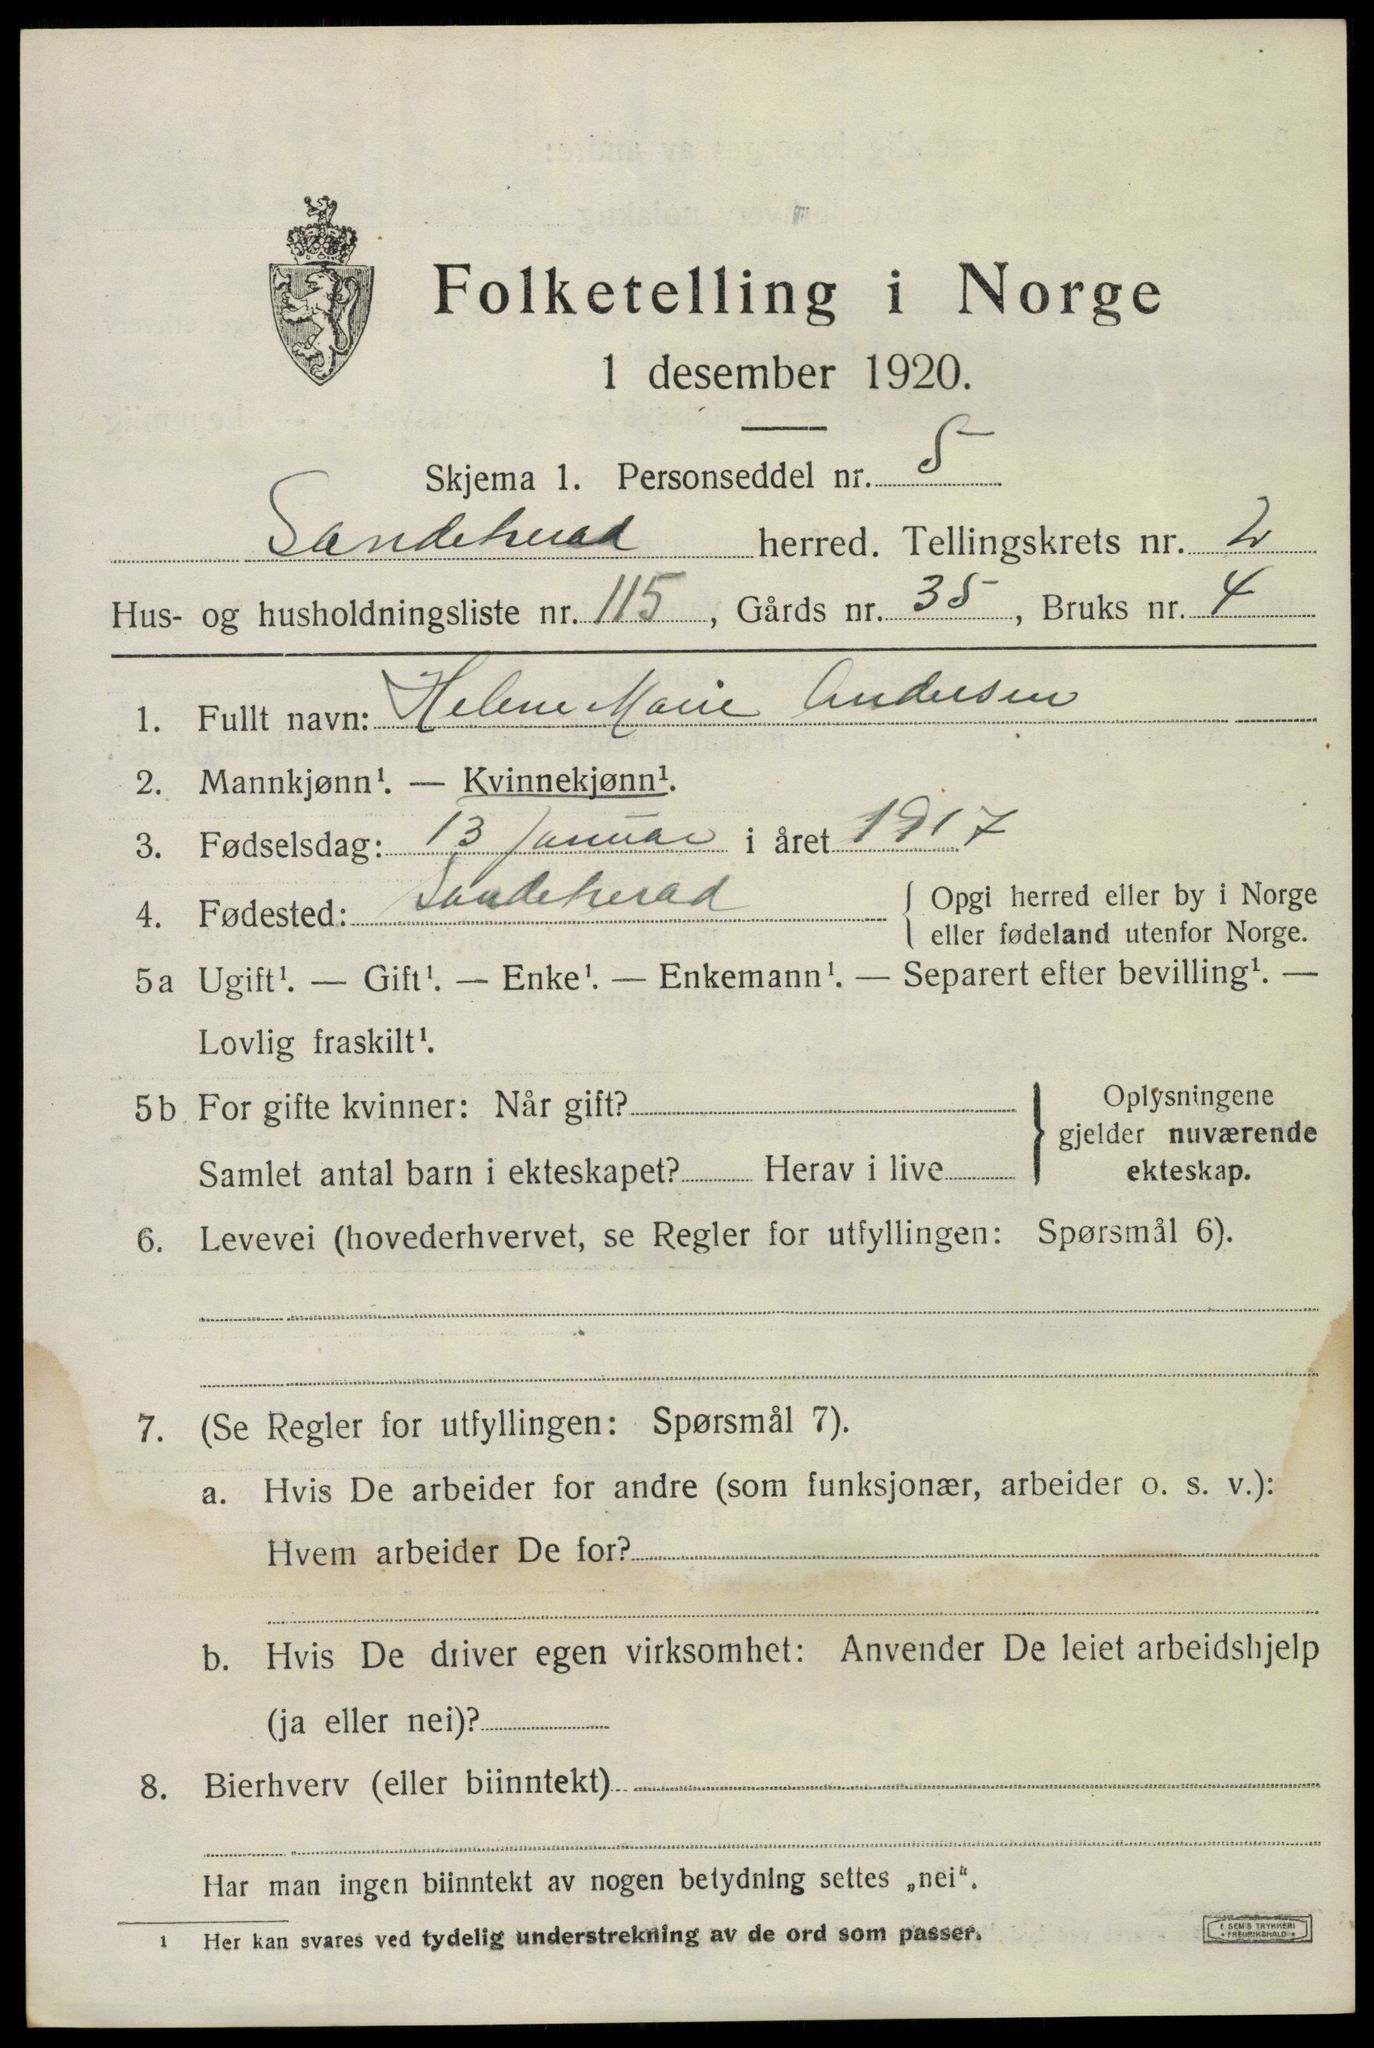 Folketelling i Norge
1 desember 1920.
Skjema 1. Personseddel nr. 5
Sandeherad herred. Tellingskrets nr. 2
Hus- og husholdningsliste nr. 115, Gårds nr. 35, Bruks nr. 4
1. Fullt navn: Helene Marie Andersen
2. Mannkjønn¹. — Kvinnekjønn¹.
3. Fødselsdag: 13 Januar i året 1917
4. Fødested: Sandeherad { Opgi herred eller by i Norge
eller fødeland utenfor Norge.
5a Ugift¹. — Gift¹. — Enke¹. — Enkemann¹. — Separert efter bevilling¹. —
Lovlig fraskilt¹.
5b For gifte kvinner: Når gift?
Samlet antal barn i ekteskapet? Herav i live
} Oplysningene
gjelder nuværende
ekteskap.
6. Levevei (hovederhvervet, se Regler for utfyllingen: Spørsmål 6).
7. (Se Regler for utfyllingen: Spørsmål 7).
a. Hvis De arbeider for andre (som funksjonær, arbeider o. s. v.):
Hvem arbeider De for?
b. Hvis De driver egen virksomhet: Anvender De leiet arbeidshjelp
(ja eller nei)?
8. Bierhverv (eller biinntekt)
Har man ingen biinntekt av nogen betydning settes „nei“.
1 Her kan svares ved tydelig understrekning av de ord som passer.
E. SEM'S TRYKKERI
FREDRIKSHALD